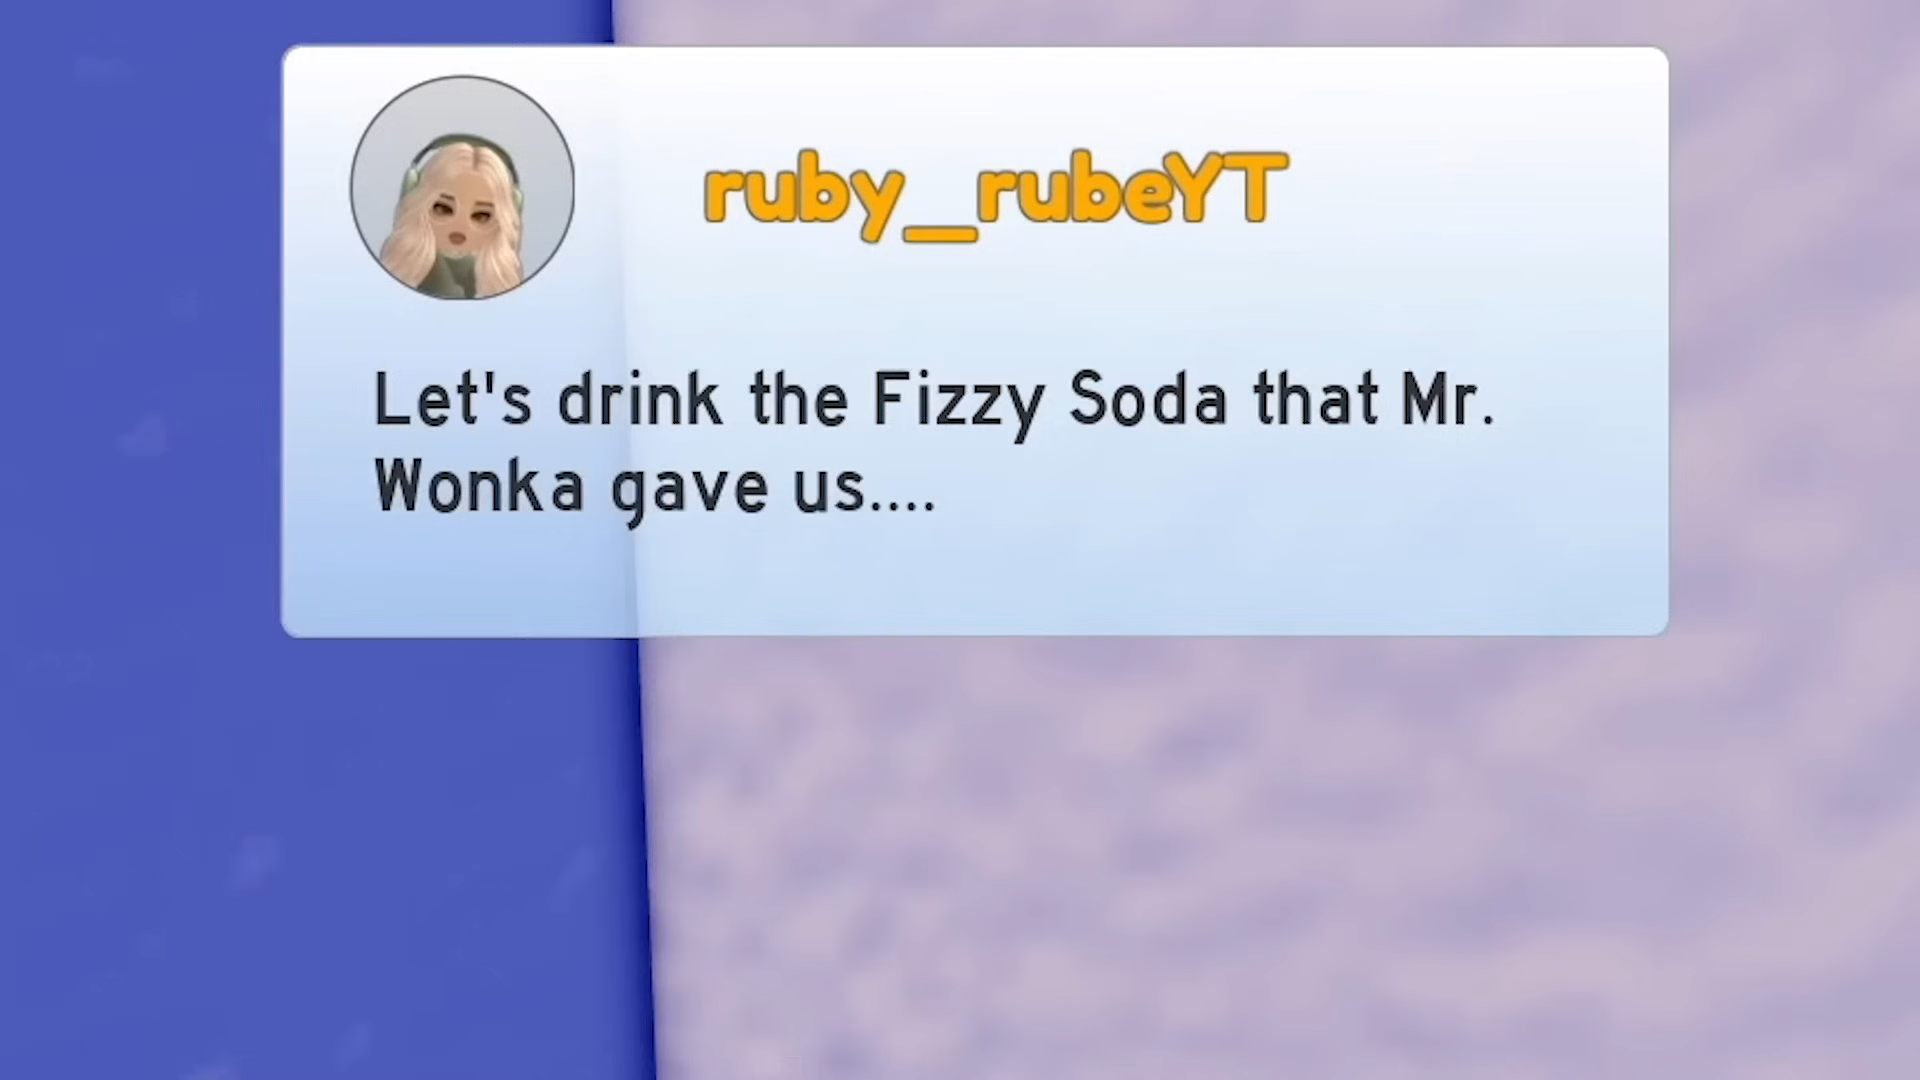 ruby_rubeYT
Let's drink the Fizzy Soda that Mr.
Wonka gave us....